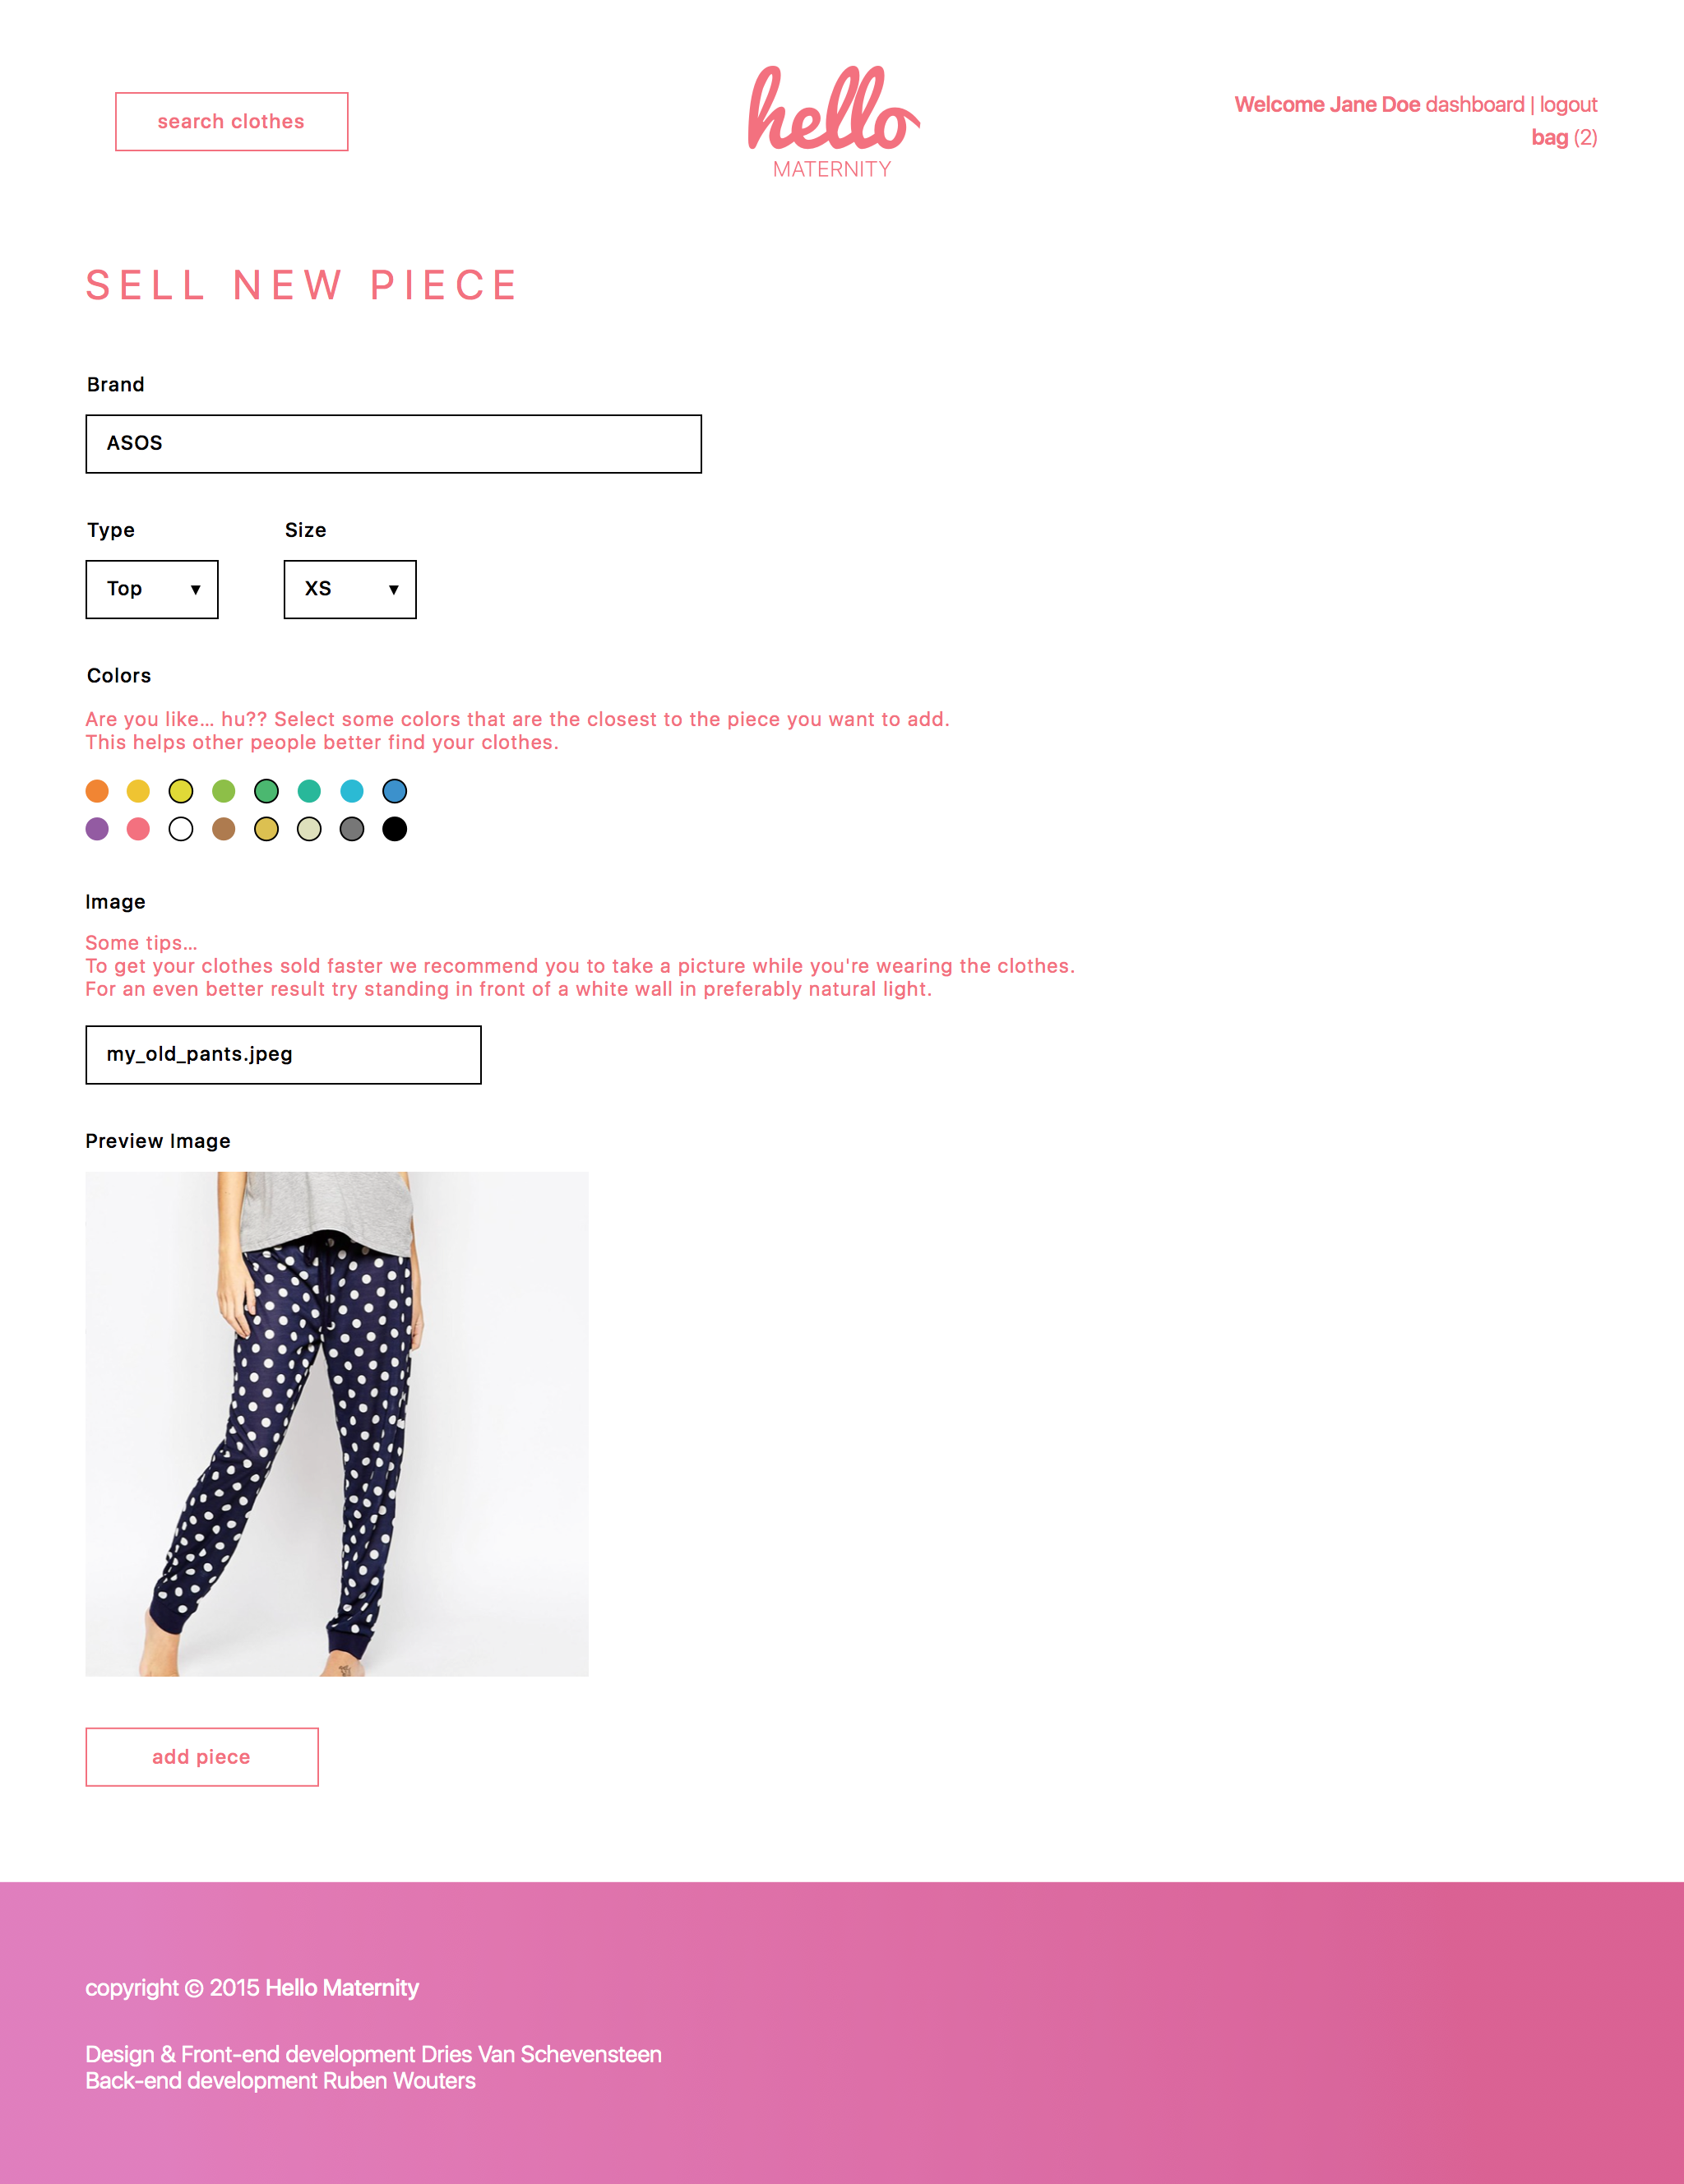 search clothes
hello
MATERNITY
Welcome Jane Doe dashboard | logout
bag (2)
SELL NEW PIECE
Brand
ASOS
Type Size
Top ▼ XS ▼
Colors
Are you like... hu?? Select some colors that are the closest to the piece you want to add.
This helps other people better find your clothes.
Image
Some tips...
To get your clothes sold faster we recommend you to take a picture while you're wearing the clothes.
For an even better result try standing in front of a white wall in preferably natural light.
my_old_pants.jpeg
Preview Image
add piece
copyright © 2015 Hello Maternity
Design & Front-end development Dries Van Schevensteen
Back-end development Ruben Wouters